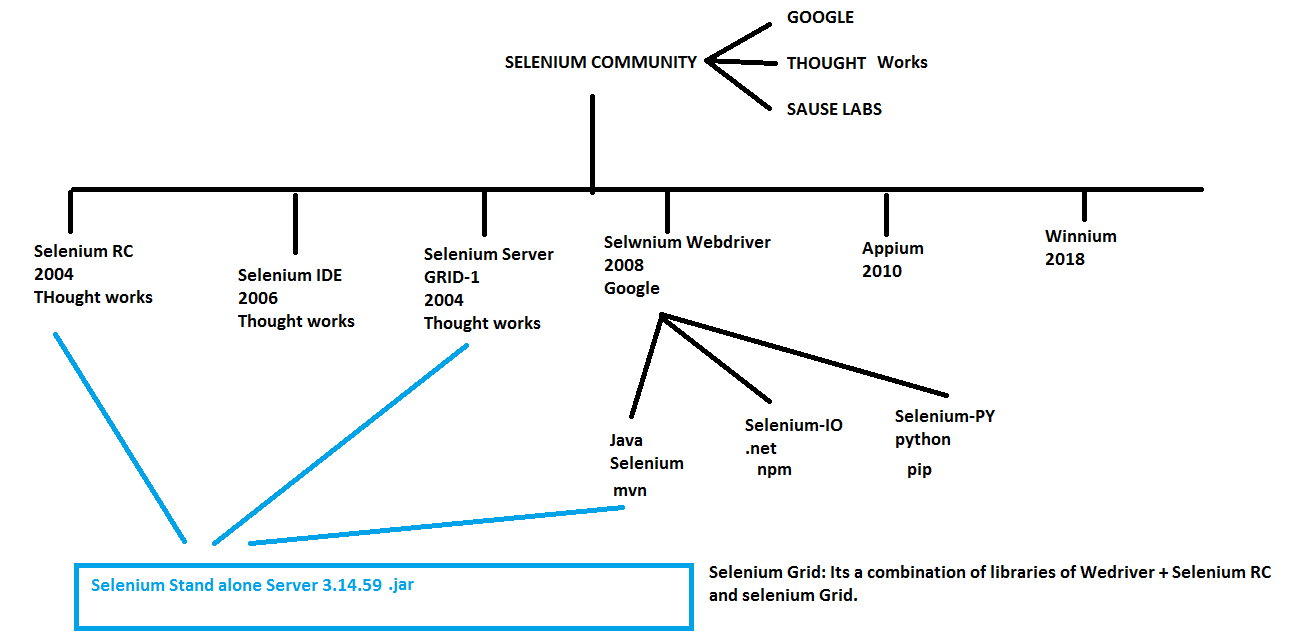 GOOGLE
SELENIUM COMMUNITY
THOUGHT Works
SAUSE LABS
Selenium RC
2004
THought works
Selenium IDE
2006
Thought works
Selenium Server
GRID-1
2004
Thought works
Selwnium Webdriver
2008
Google
Appium
2010
Winnium
2018
Java
Selenium
mvn
Selenium-IO
.net
npm
Selenium-PY
python
pip
Selenium Stand alone Server 3.14.59 .jar
Selenium Grid: Its a combination of libraries of Wedriver + Selenium RC
and selenium Grid.